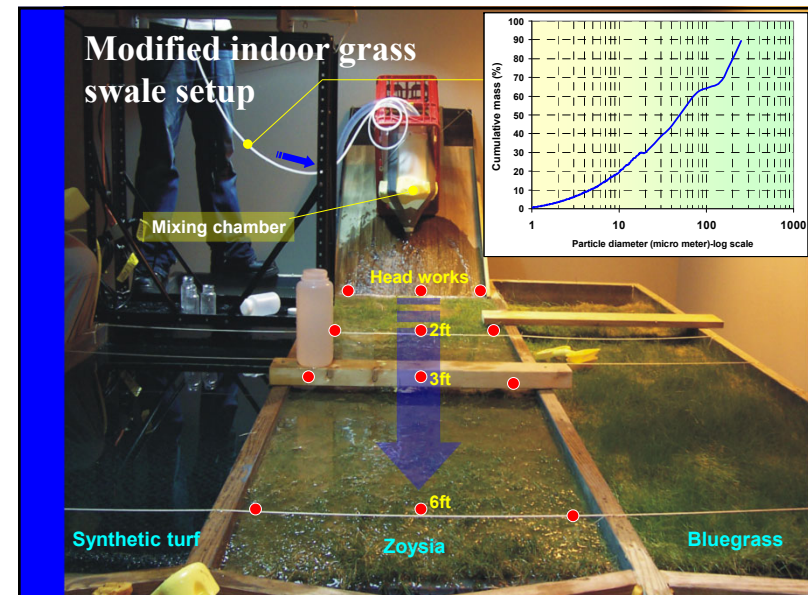 Modified indoor grass
swale setup
Mixing chamber
Head works
2ft
3ft
6ft
Synthetic turf
Zoysia
Bluegrass
Cumulative mass (%)
100
90
80
70
60
50
40
30
20
10
0
1 10 100 1000
Particle diameter (micro meter)-log scale